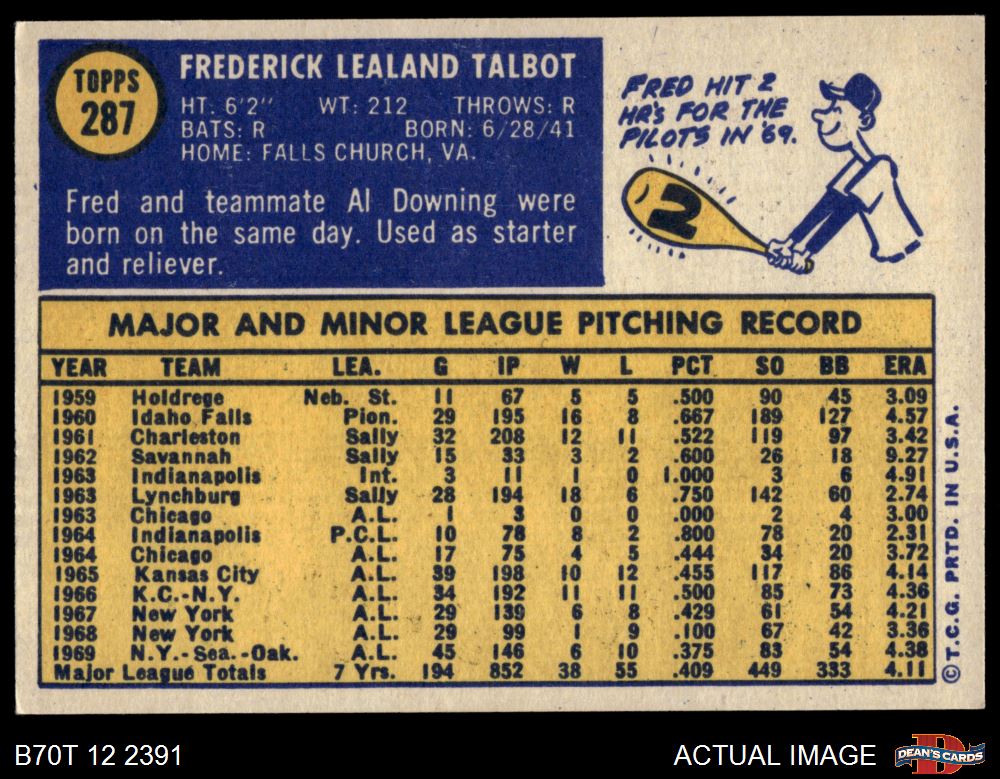 TOPPS
287
FREDERICK LEALAND TALBOT
HT: 6'2" WT: 212 THROWS: R
BATS: R BORN: 6/28/41
HOME: FALLS CHURCH, VA.
Fred and teammate Al Downing were
born on the same day. Used as starter
and reliever.
FRED HIT 2
HR'S FOR THE
PILOTS IN '69.
2
MAJOR AND MINOR LEAGUE PITCHING RECORD
YEAR TEAM LEA. G IP W L PCT SO BB ERA
1959 Holdrege Neb. St. 11 67 5 5 .500 90 45 3.09
1960 Idaho Falls Pion. 29 195 16 8 .667 189 127 4.57
1961 Charleston Sally 32 208 12 11 .522 119 97 3.42
1962 Savannah Sally 15 33 3 2 .600 26 18 9.27
1963 Indianapolis Int. 3 11 1 0 1.000 3 6 4.91
1963 Lynchburg Sally 28 194 18 6 .750 142 60 2.74
1963 Chicago A.L. 1 3 0 0 .000 2 4 3.00
1964 Indianapolis P.C.L. 10 78 8 2 .800 78 20 2.31
1964 Chicago A.L. 17 75 4 5 .444 34 20 3.72
1965 Kansas City A.L. 39 198 10 12 .455 117 86 4.14
1966 K.C.-N.Y. A.L. 34 192 11 11 .500 85 73 4.36
1967 New York A.L. 29 139 6 8 .429 61 54 4.21
1968 New York A.L. 29 99 1 9 .100 67 42 3.36
1969 N.Y.-Sea.-Oak. A.L. 45 146 6 10 .375 83 54 4.38
Major League Totals 7 Yrs. 194 852 38 55 .409 449 333 4.11
© T.C.G. PRTD. IN U.S.A.
B70T 12 2391
ACTUAL IMAGE
DEAN'S CARDS